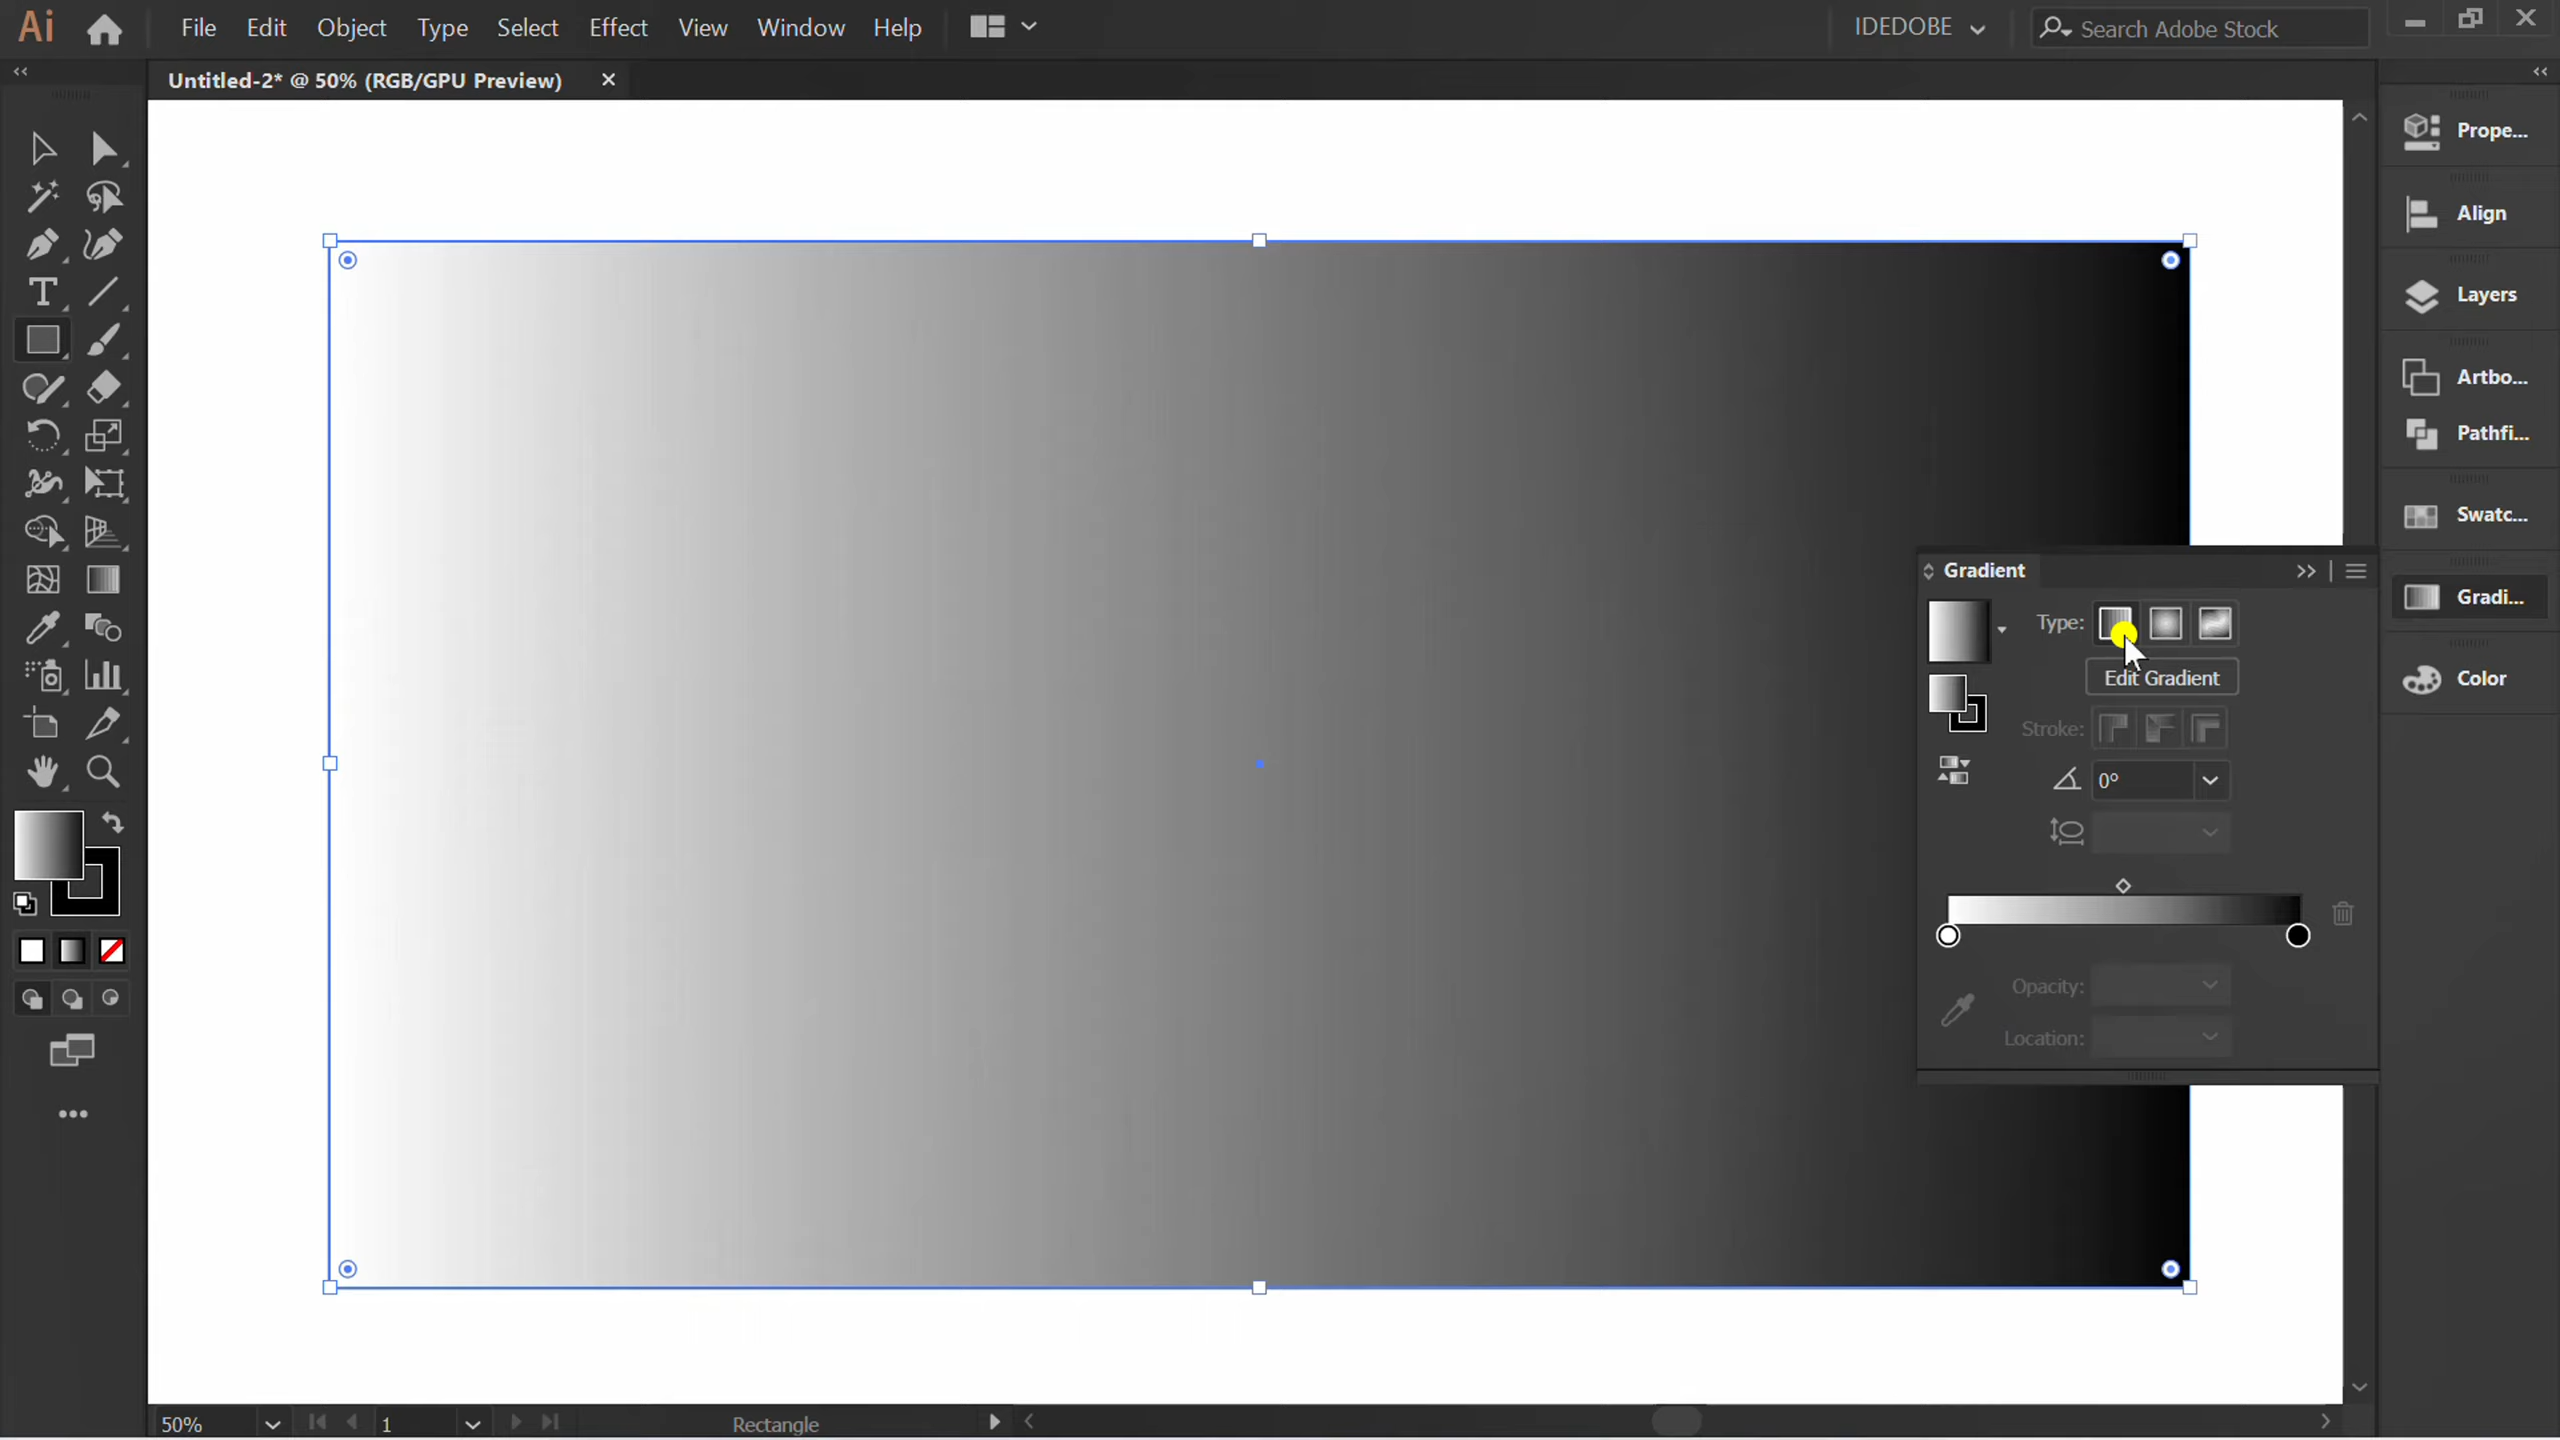 Ai File Edit Object Type Select Effect View Window Help IDEDOBE Search Adobe Stock
Untitled-2* @ 50% (RGB/GPU Preview)
Prope...
Align
Layers
Artbo...
Pathfi...
Swatc...
Gradi...
Color
Gradient
Type:
Edit Gradient
Stroke:
0°
Opacity:
Location:
T
50% 1 Rectangle